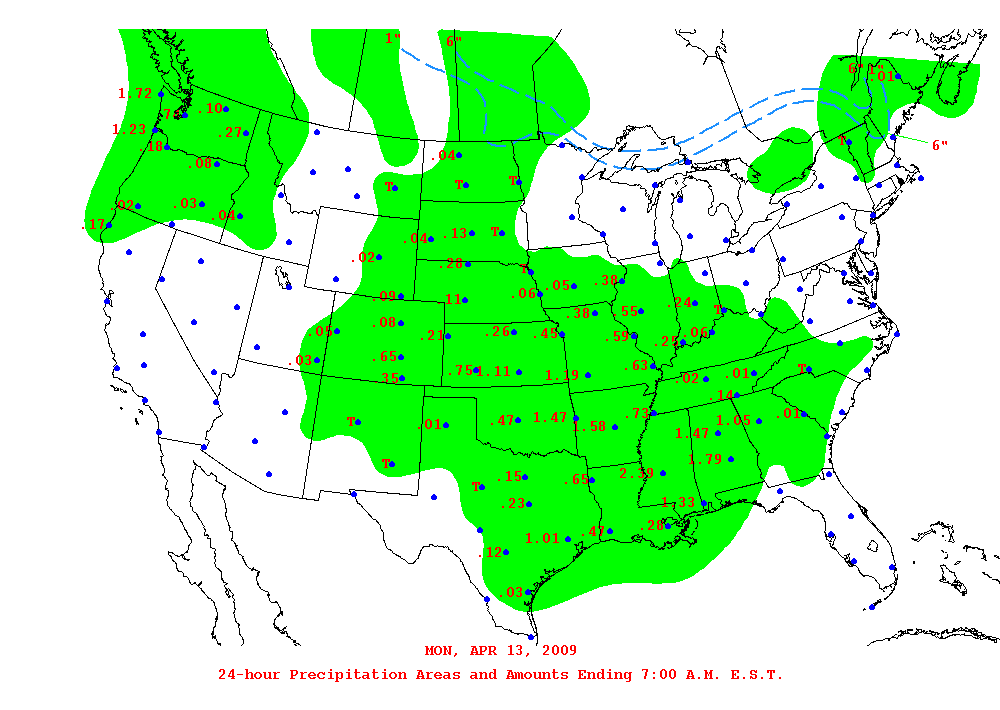 1" 6"
6" 1" .01
1.72 .10
1.23 .27
.18 T 6"
.08 .04
T T T
.02 .03
.17 .04
.04 .13 T
.02 .28 T
.05 .38
.09 .11 .06 .24 T
.38 .55
.05 .08 .21 .26 .45 .59 .25 .06
.03 .65 .63 T
.35 .75 1.11 1.19 .02 .01
.14
T .01 .47 1.47 1.58 .73 1.47 1.05 .01
T 1.79
T .15 .65 2.39
.23 1.33
.12 1.01 .47 .28
.03
MON, APR 13, 2009
24-hour Precipitation Areas and Amounts Ending 7:00 A.M. E.S.T.